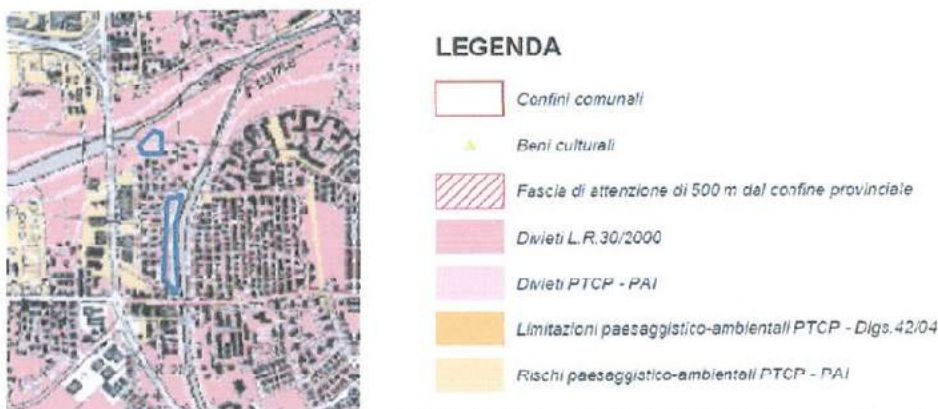 LEGENDA
Confini comunali
Beni culturali
Fascia di attenzione di 500 m dal confine provinciale
Divieti L.R.30/2000
Divieti PTCP - PAI
Limitazioni paesaggistico-ambientali PTCP - Dlgs.42/04
Rischi paesaggistico-ambientali PTCP - PAI